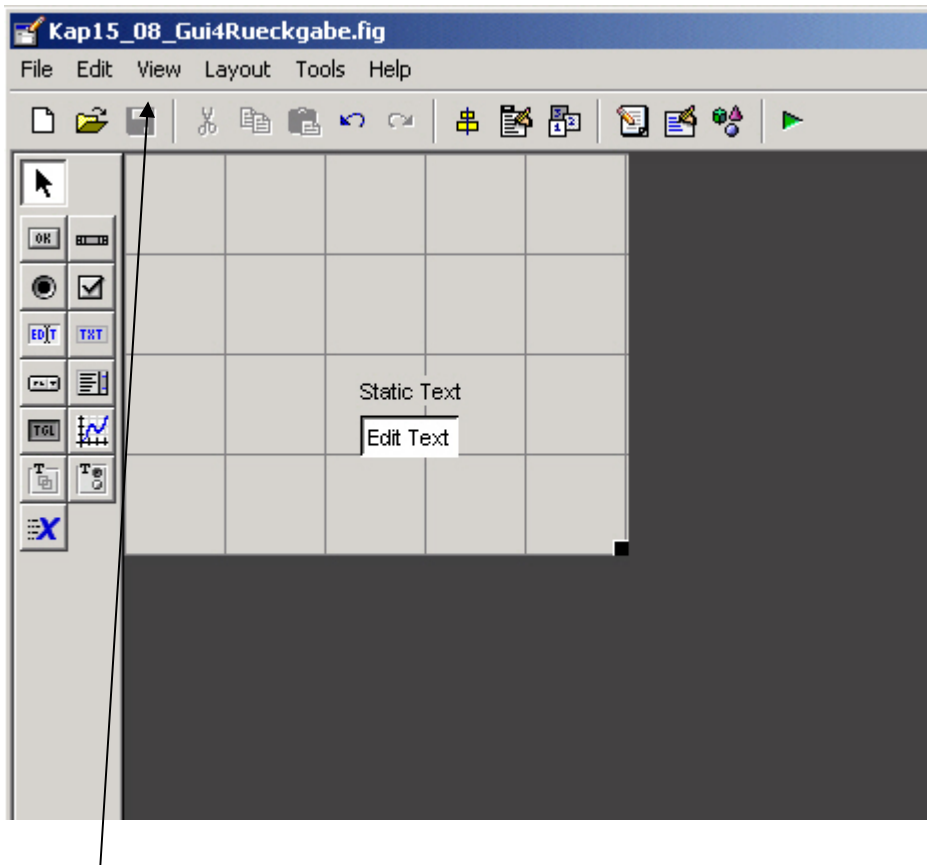 Kap15_08_Gui4Rueckgabe.fig
File Edit View Layout Tools Help
OK
EDIT TXT
Static Text
TGL
Edit Text
T T
X